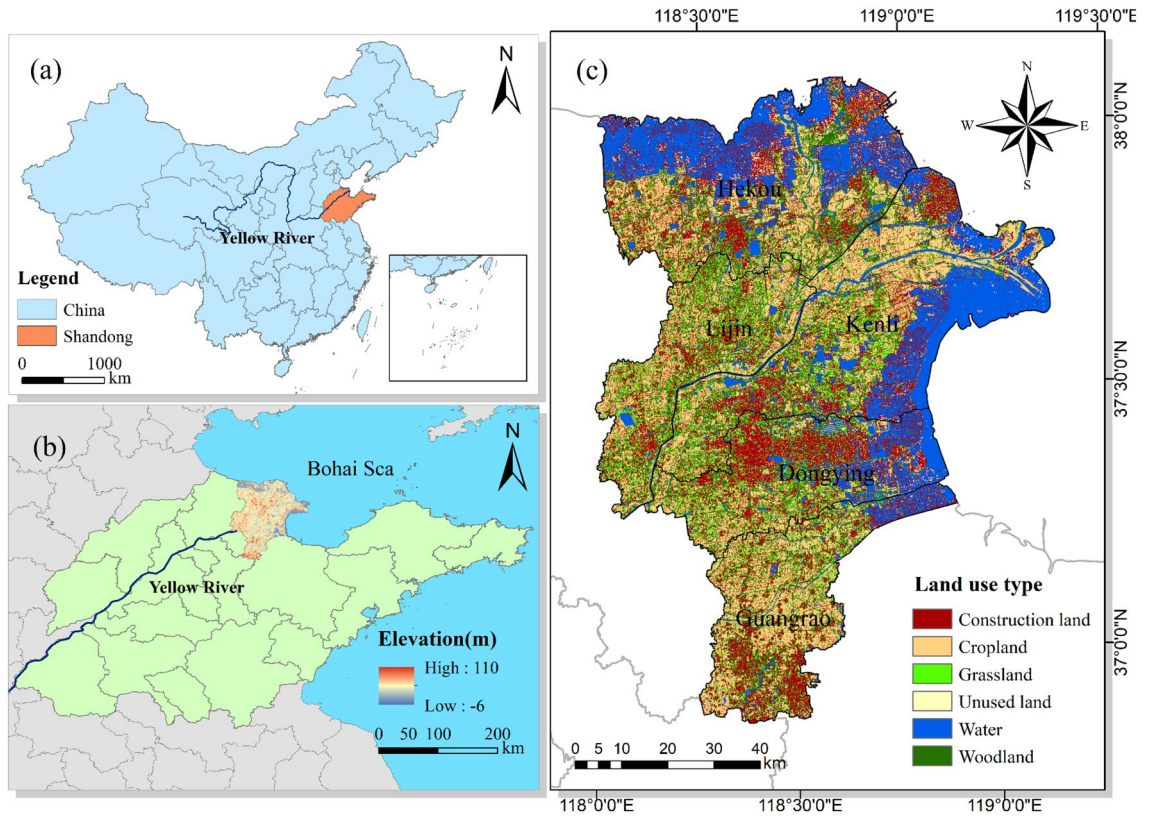 (a)
N
Yellow River
Legend
China
Shandong
0 1000
km
(b)
N
Bohai Sca
Yellow River
Elevation(m)
High : 110
Low : -6
0 50 100 200
km
118°30'0"E 119°0'0"E 119°30'0"E
(c)
N
W E
S
38°0'0"N
Hekou
Lijin
Kenli
37°30'0"N
Dongying
Guangrao
37°0'0"N
Land use type
Construction land
Cropland
Grassland
Unused land
Water
Woodland
0 5 10 20 30 40
km
118°0'0"E 118°30'0"E 119°0'0"E